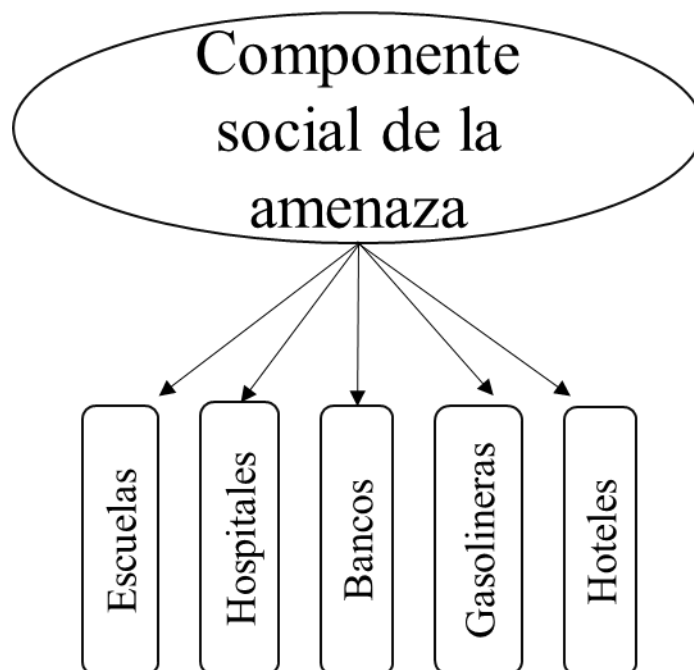 Componente
social de la
amenaza
Escuelas
Hospitales
Bancos
Gasolineras
Hoteles